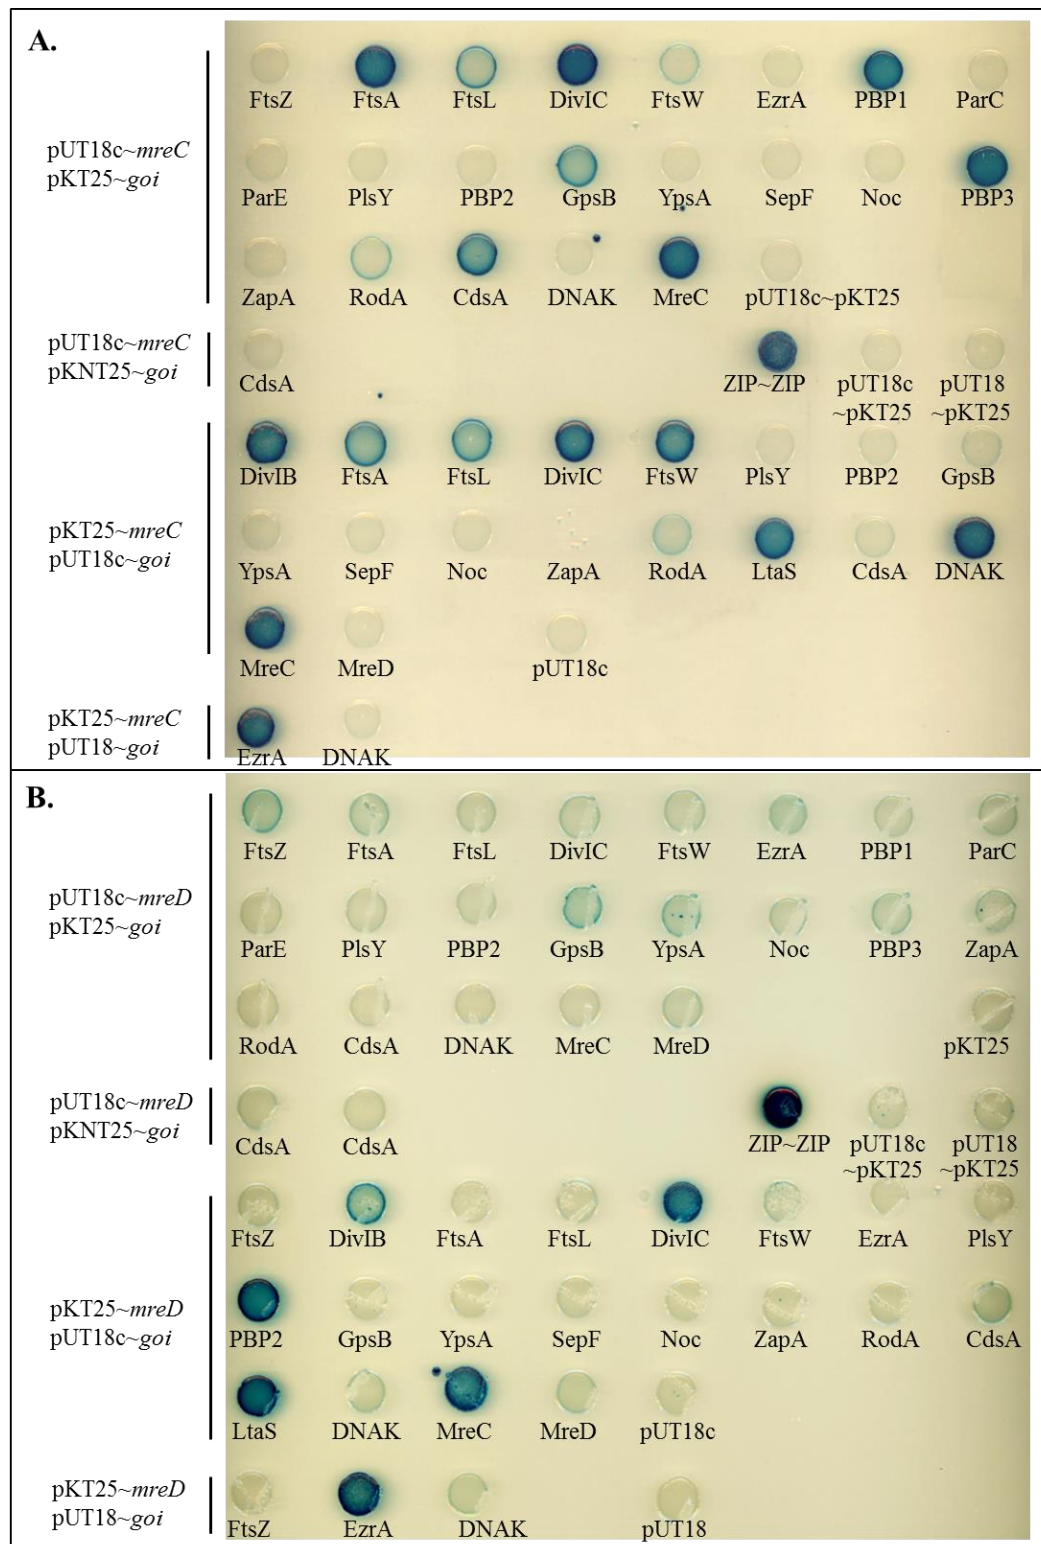 A.
FtsZ FtsA FtsL DivIC FtsW EzrA PBP1 ParC
pUT18c~mreC
pKT25~goi
ParE PlsY PBP2 GpsB YpsA SepF Noc PBP3
ZapA RodA CdsA DNAK MreC pUT18c~pKT25
pUT18c~mreC
pKNT25~goi
CdsA ZIP~ZIP pUT18c pUT18
~pKT25 ~pKT25
DivIB FtsA FtsL DivIC FtsW PlsY PBP2 GpsB
pKT25~mreC
pUT18c~goi
YpsA SepF Noc ZapA RodA LtaS CdsA DNAK
MreC MreD pUT18c
pKT25~mreC
pUT18~goi
EzrA DNAK
B.
FtsZ FtsA FtsL DivIC FtsW EzrA PBP1 ParC
pUT18c~mreD
pKT25~goi
ParE PlsY PBP2 GpsB YpsA Noc PBP3 ZapA
RodA CdsA DNAK MreC MreD pKT25
pUT18c~mreD
pKNT25~goi
CdsA CdsA ZIP~ZIP pUT18c pUT18
~pKT25 ~pKT25
FtsZ DivIB FtsA FtsL DivIC FtsW EzrA PlsY
pKT25~mreD
pUT18c~goi
PBP2 GpsB YpsA SepF Noc ZapA RodA CdsA
LtaS DNAK MreC MreD pUT18c
pKT25~mreD
pUT18~goi
FtsZ EzrA DNAK pUT18